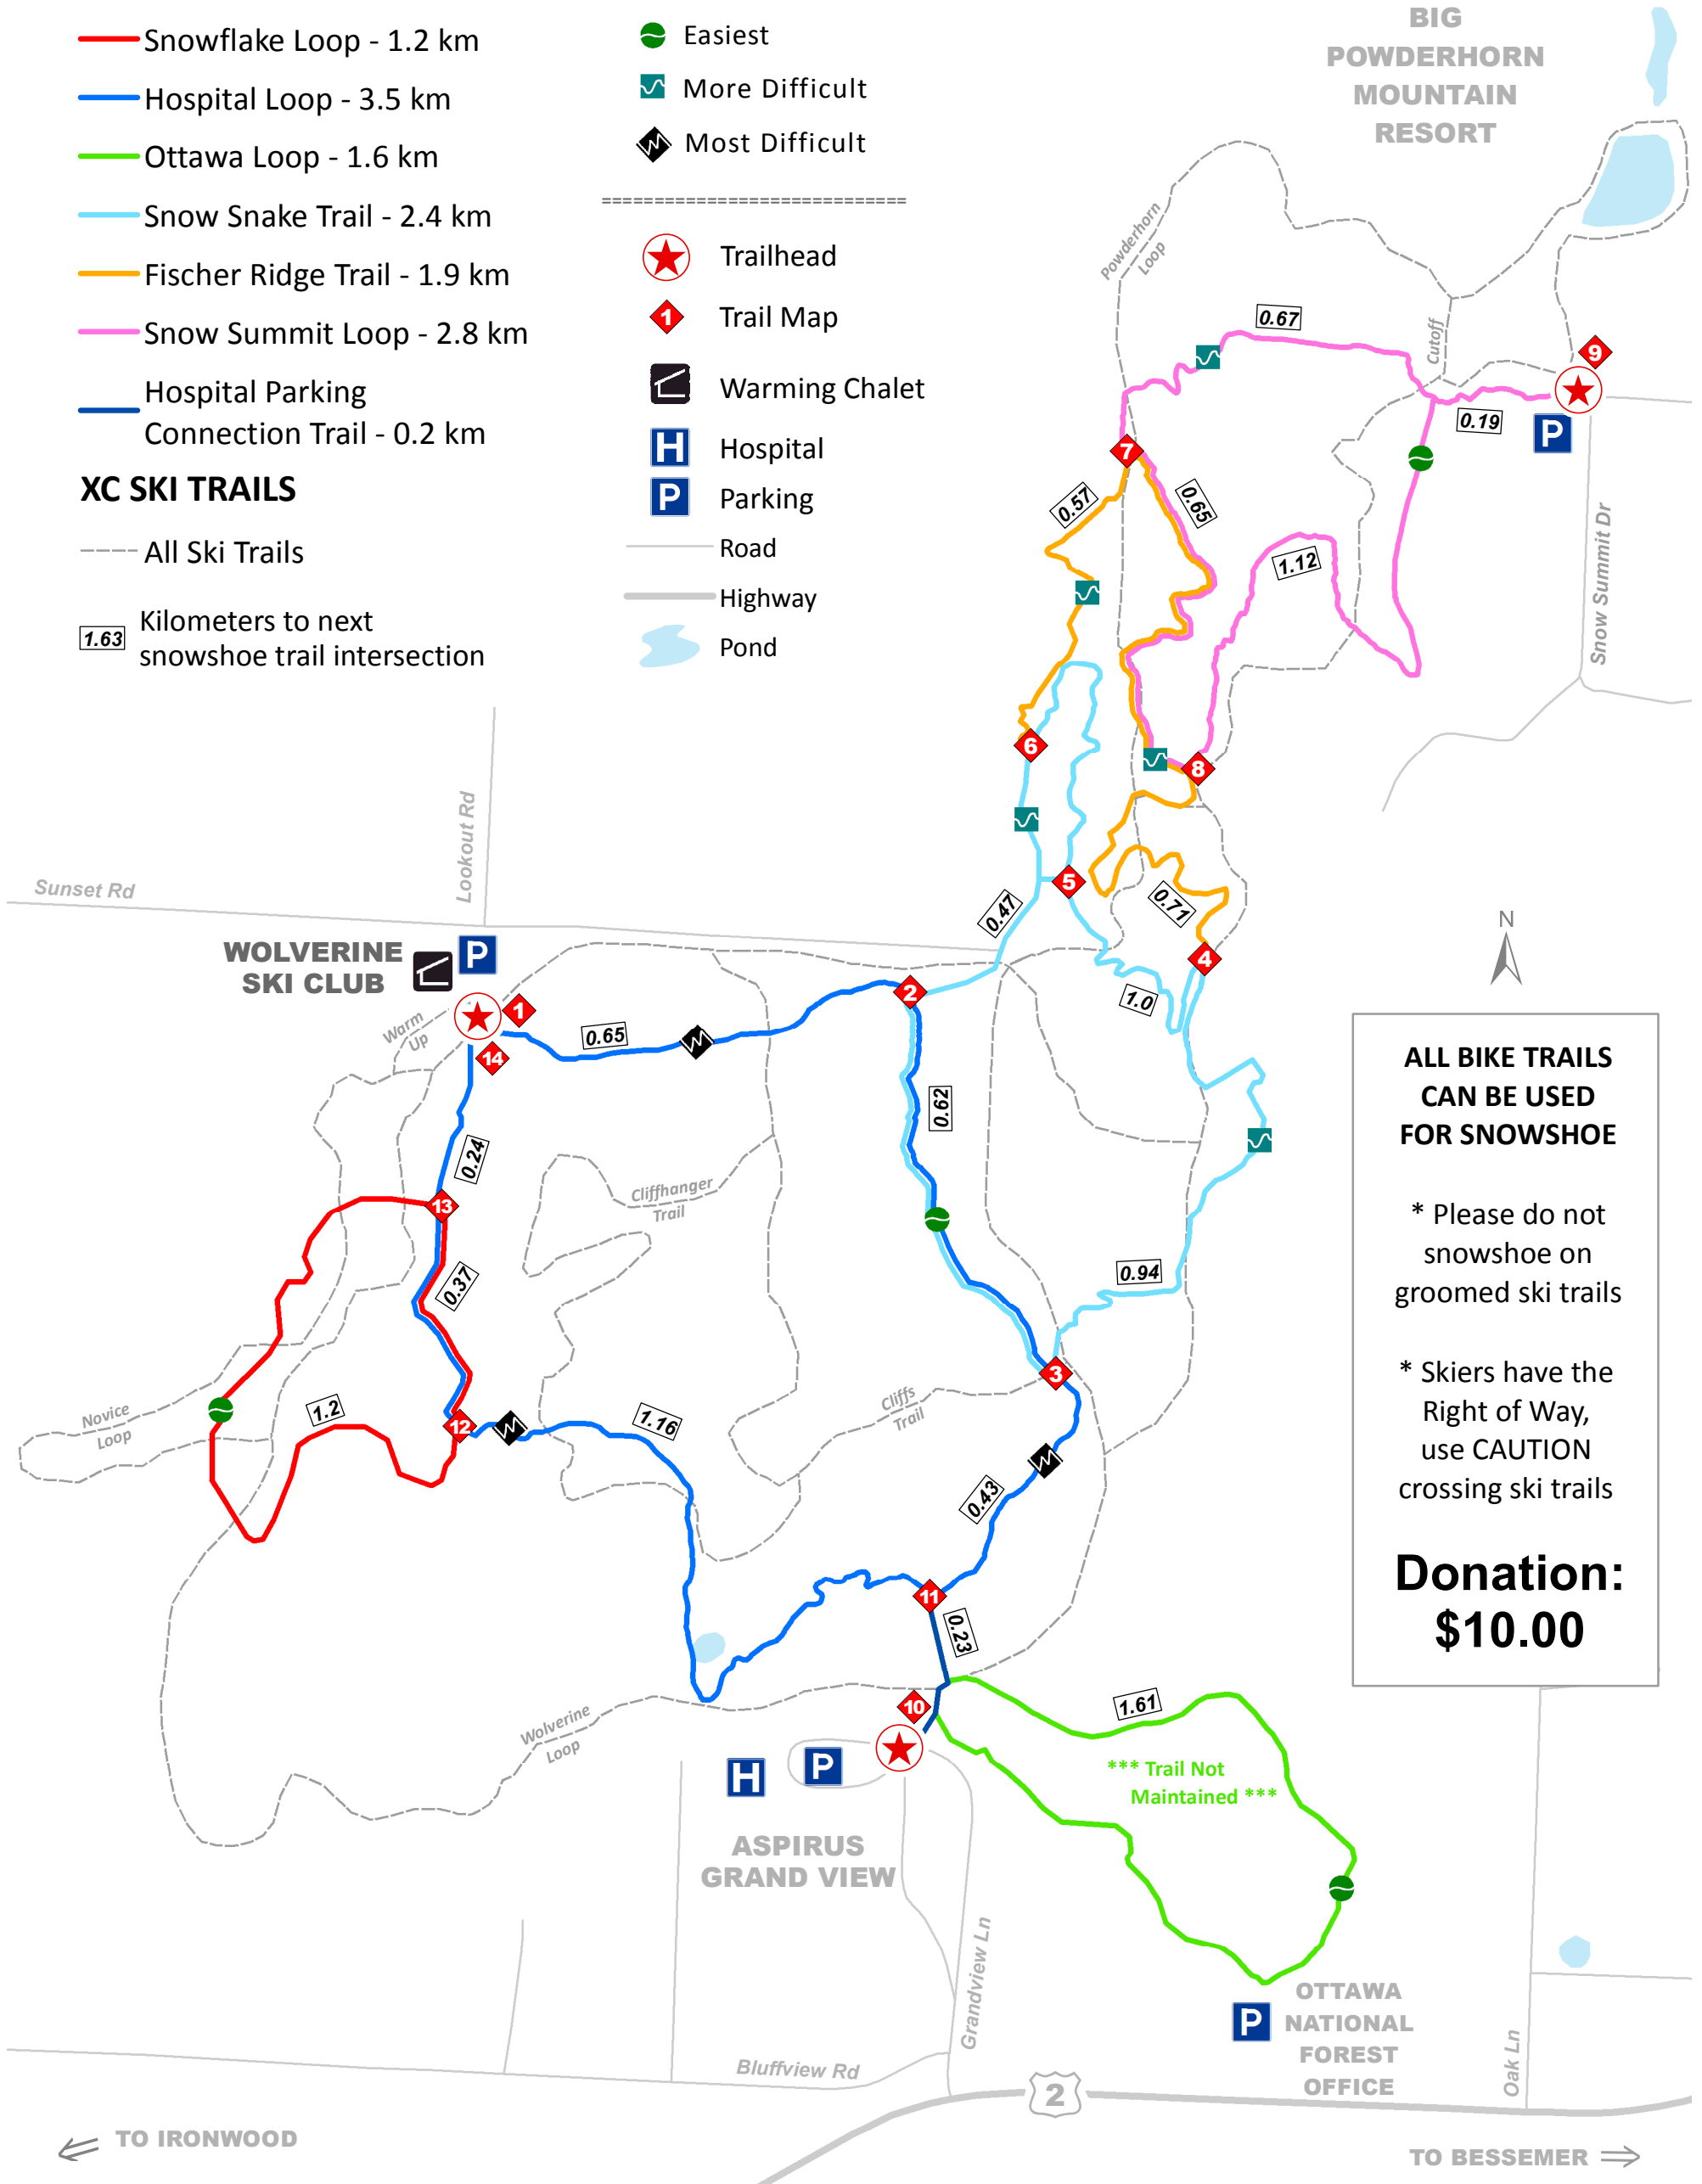 Snowflake Loop - 1.2 km
Hospital Loop - 3.5 km
Ottawa Loop - 1.6 km
Snow Snake Trail - 2.4 km
Fischer Ridge Trail - 1.9 km
Snow Summit Loop - 2.8 km
Hospital Parking
Connection Trail - 0.2 km
XC SKI TRAILS
All Ski Trails
1.63
Kilometers to next
snowshoe trail intersection
Easiest
More Difficult
Most Difficult
=============================
Trailhead
1
Trail Map
Warming Chalet
H
Hospital
P
Parking
Road
Highway
Pond
BIG
POWDERHORN
MOUNTAIN
RESORT
Powderhorn
Loop
0.67
Cutoff
9
0.19
P
7
0.57
0.65
1.12
Snow Summit Dr
6
8
Lookout Rd
Sunset Rd
5
0.47
0.71
4
1.0
N
WOLVERINE
SKI CLUB
P
1
14
Warm
Up
0.65
2
0.62
0.24
13
Cliffhanger
Trail
0.37
0.94
3
Novice
Loop
1.2
12
1.16
Cliffs
Trail
0.43
11
0.23
10
Wolverine
Loop
1.61
*** Trail Not
Maintained ***
H
P
ASPIRUS
GRAND VIEW
Grandview Ln
ALL BIKE TRAILS
CAN BE USED
FOR SNOWSHOE
* Please do not
snowshoe on
groomed ski trails
* Skiers have the
Right of Way,
use CAUTION
crossing ski trails
Donation:
$10.00
P
OTTAWA
NATIONAL
FOREST
OFFICE
Oak Ln
Bluffview Rd
2
TO IRONWOOD
TO BESSEMER